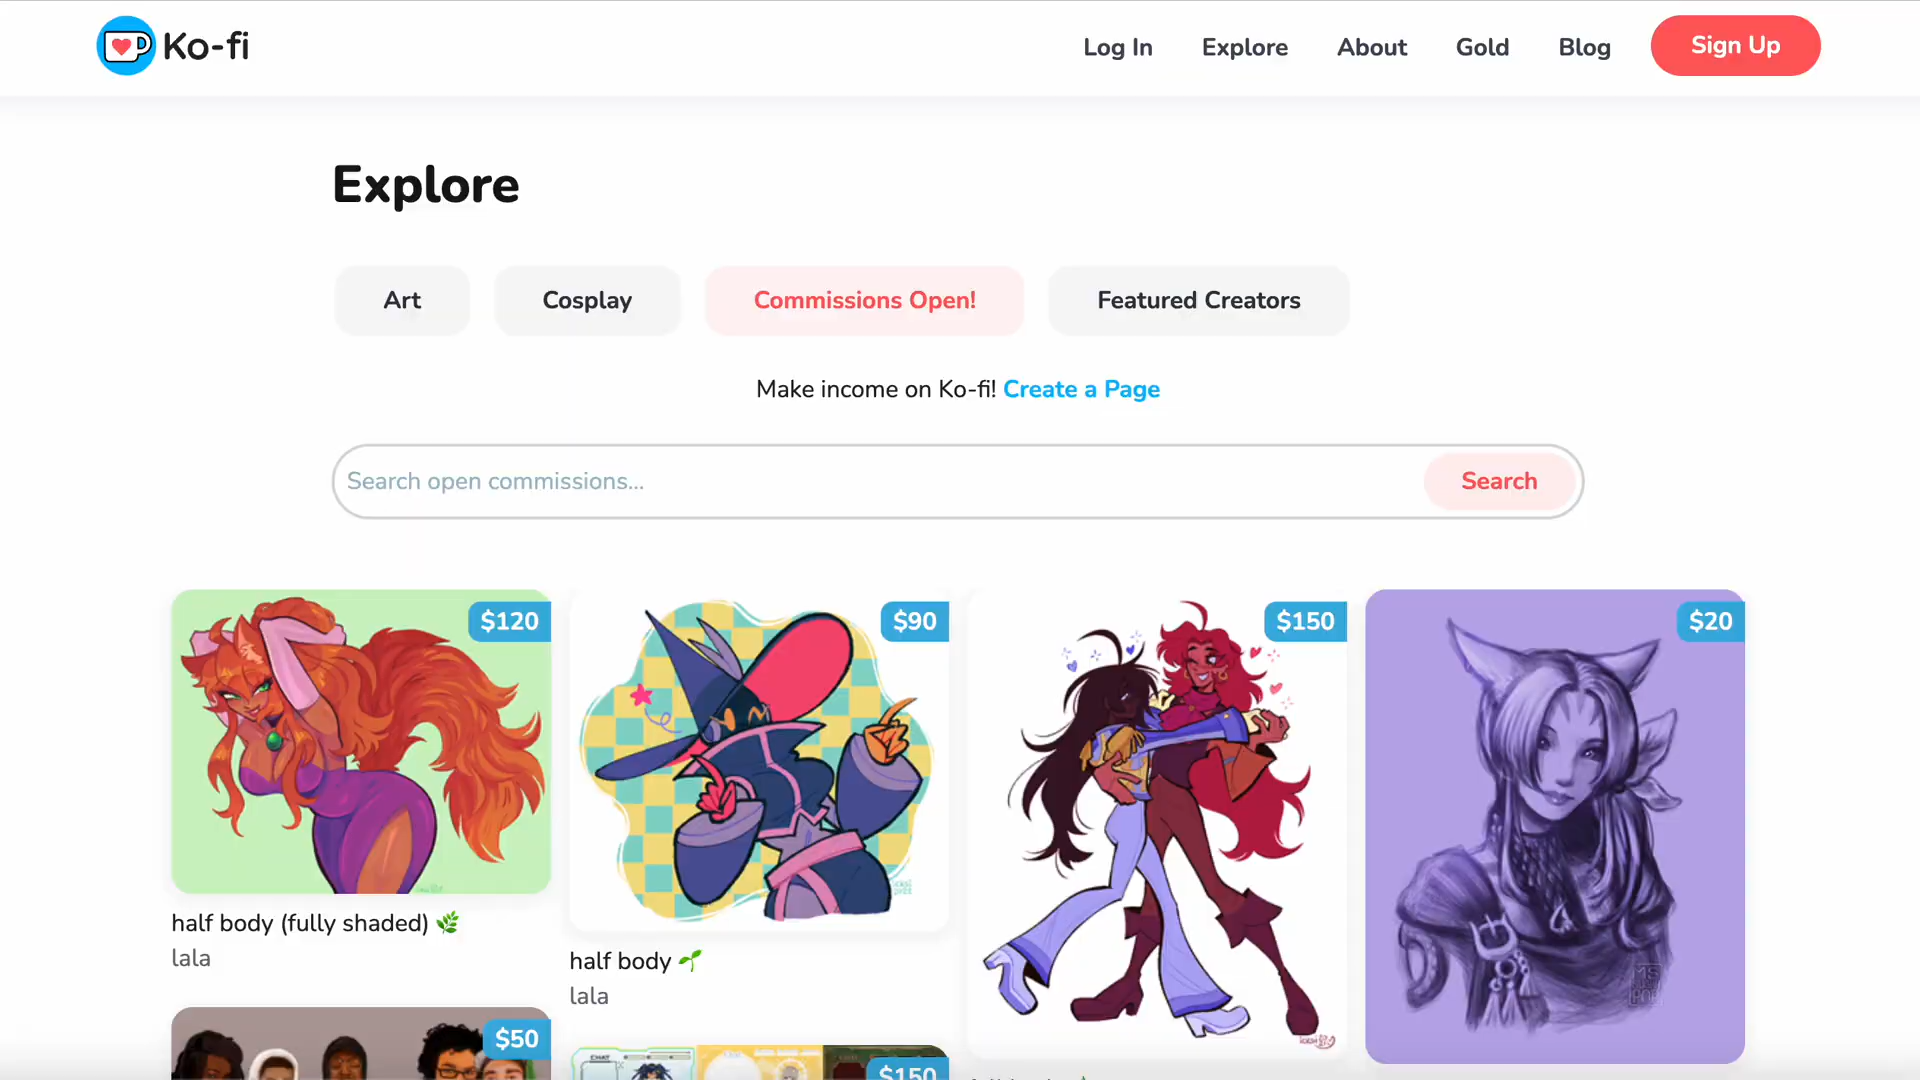 Ko-fi
Log In
Explore
About
Gold
Blog
Sign Up
Explore
Art
Cosplay
Commissions Open!
Featured Creators
Make income on Ko-fi! Create a Page
Search open commissions...
Search
$120
$90
$150
$20
half body (fully shaded)
lala
half body
lala
$50
$150
CHAT